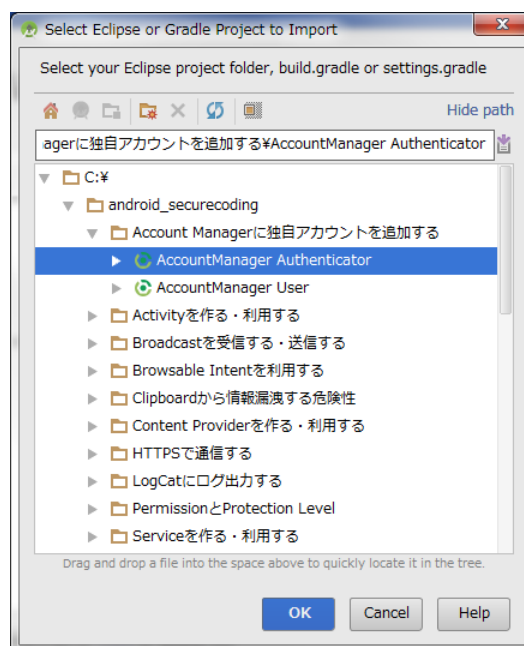 Select Eclipse or Gradle Project to Import
Select your Eclipse project folder, build.gradle or settings.gradle
Hide path
agerに独自アカウントを追加する¥AccountManager Authenticator
C:¥
android_securecoding
Account Managerに独自アカウントを追加する
AccountManager Authenticator
AccountManager User
Activityを作る・利用する
Broadcastを受信する・送信する
Browsable Intentを利用する
Clipboardから情報漏洩する危険性
Content Providerを作る・利用する
HTTPSで通信する
LogCatにログ出力する
PermissionとProtection Level
Serviceを作る・利用する
Drag and drop a file into the space above to quickly locate it in the tree.
OK Cancel Help